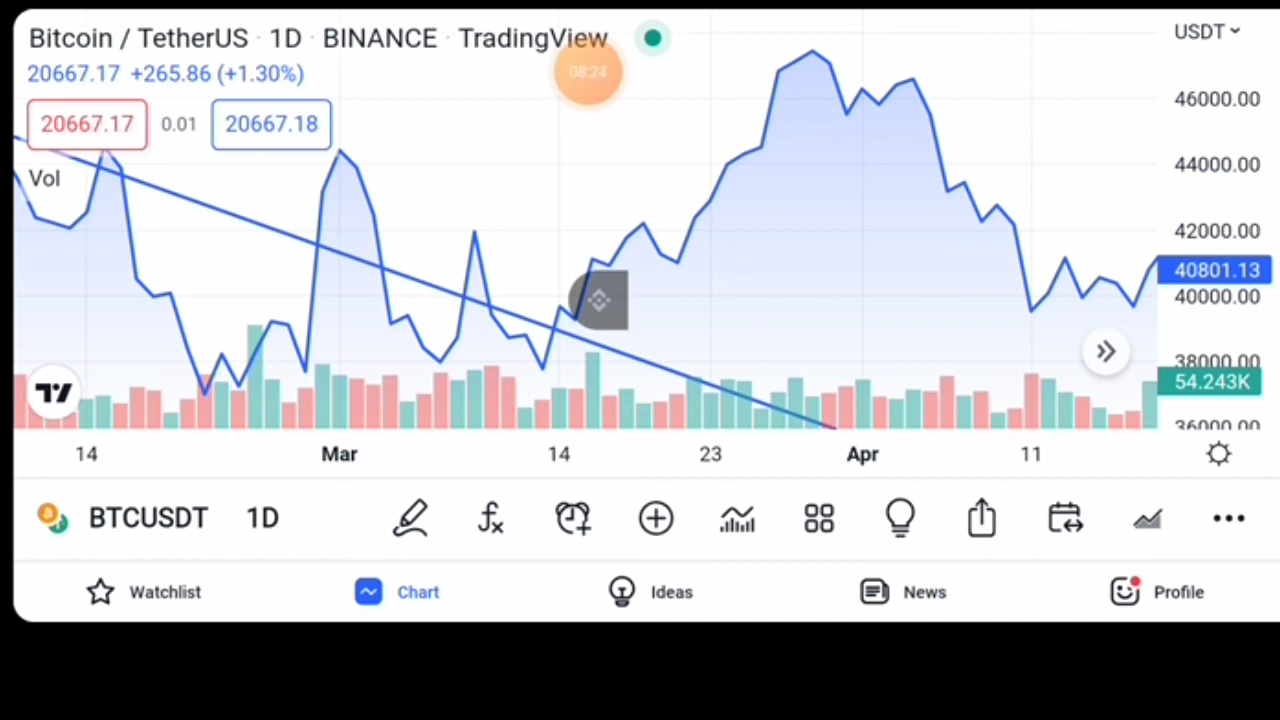 Bitcoin / TetherUS · 1D · BINANCE · TradingView
USDT
20667.17 +265.86 (+1.30%)
08:24
20667.17 0.01 20667.18
Vol
46000.00
44000.00
42000.00
40801.13
40000.00
38000.00
54.243K
36000.00
14 Mar 14 23 Apr 11
BTCUSDT 1D
Watchlist Chart Ideas News Profile